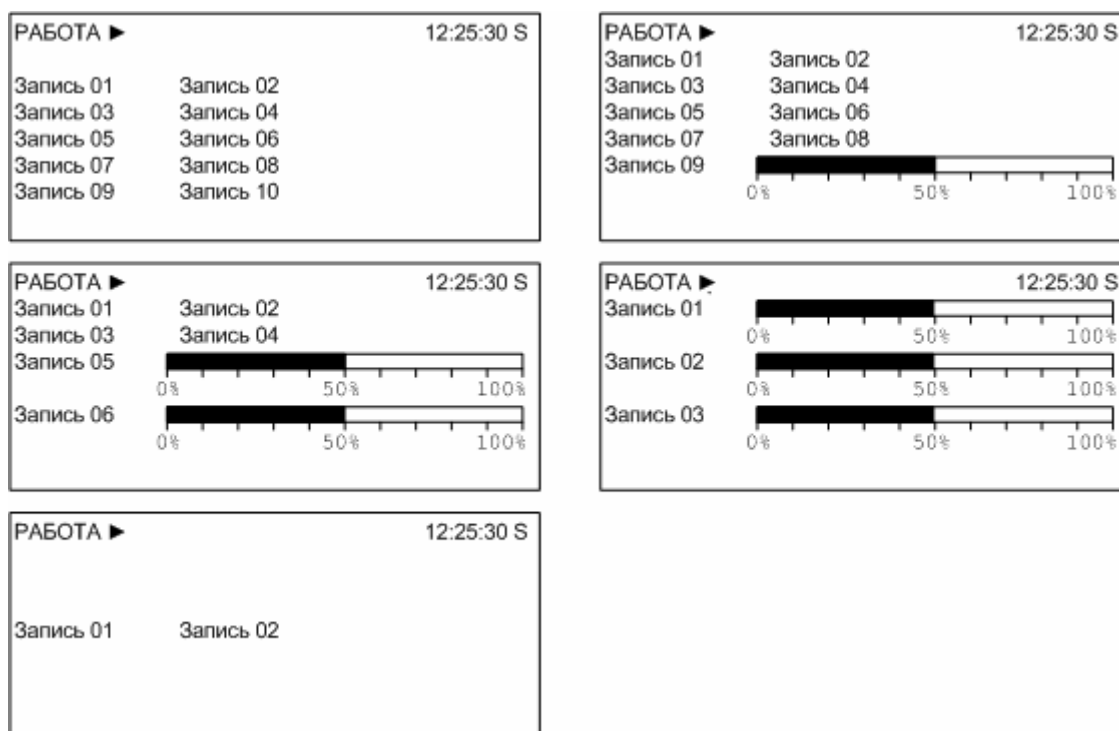 РАБОТА ► 12:25:30 S
Запись 01 Запись 02
Запись 03 Запись 04
Запись 05 Запись 06
Запись 07 Запись 08
Запись 09 Запись 10
РАБОТА ► 12:25:30 S
Запись 01 Запись 02
Запись 03 Запись 04
Запись 05 Запись 06
Запись 07 Запись 08
Запись 09
0% 50% 100%
РАБОТА ► 12:25:30 S
Запись 01 Запись 02
Запись 03 Запись 04
Запись 05
0% 50% 100%
Запись 06
0% 50% 100%
РАБОТА ► 12:25:30 S
Запись 01
0% 50% 100%
Запись 02
0% 50% 100%
Запись 03
0% 50% 100%
РАБОТА ► 12:25:30 S
Запись 01 Запись 02